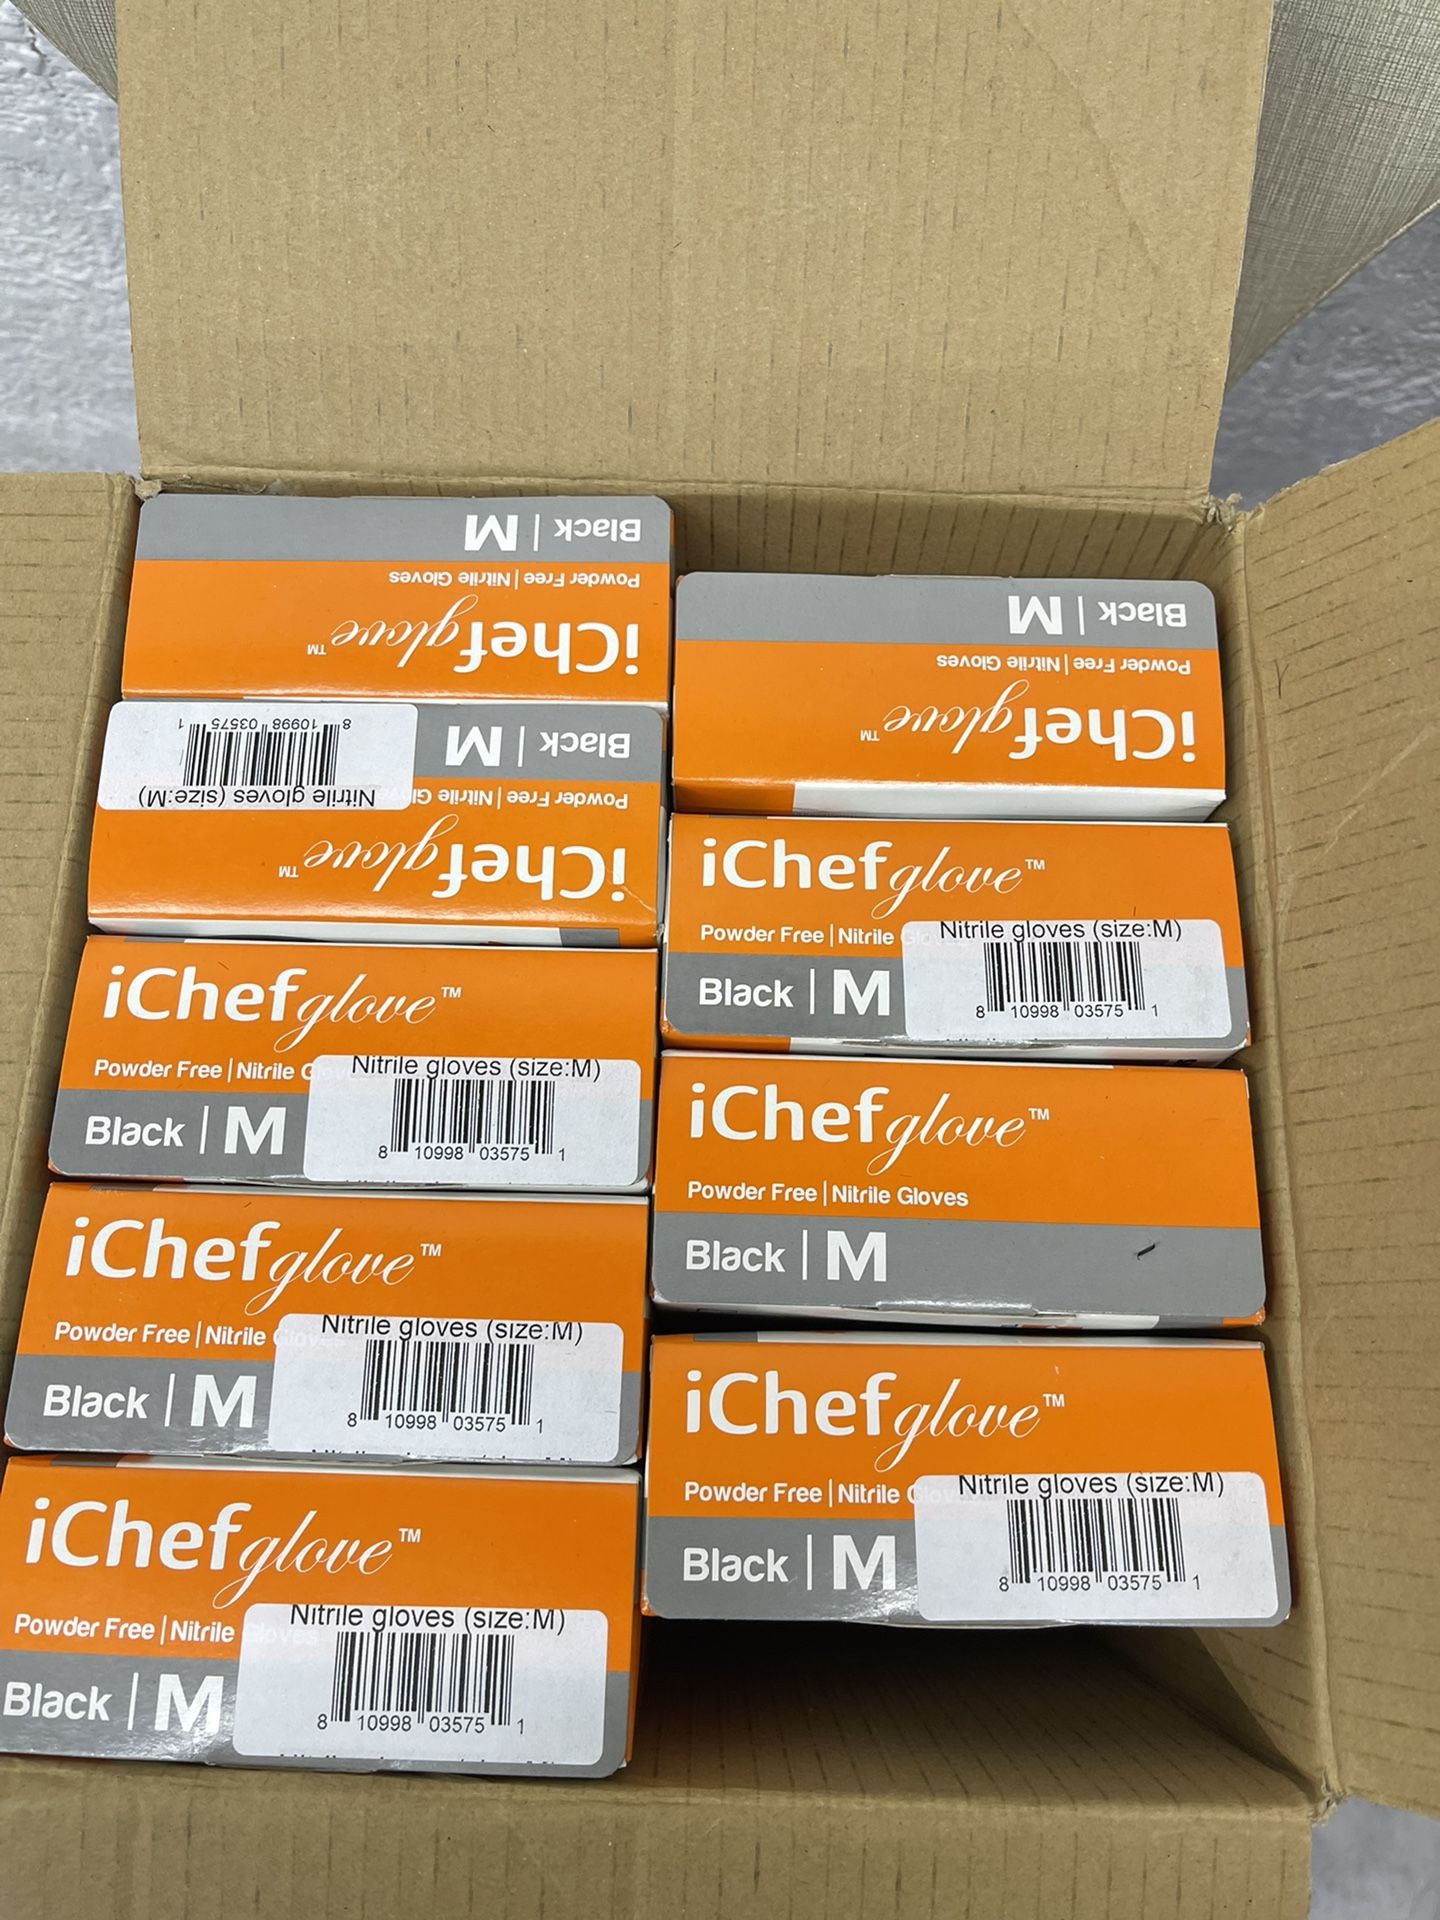 Black | M
Powder Free | Nitrile Gloves
iChefglove™
Nitrile gloves (size:M)
8 10998 03575 1
Black | M
Powder Free | Nitrile
iChefglove™
iChefglove™
Powder Free | Nitrile Gloves
Black | M
Nitrile gloves (size:M)
8 10998 03575 1
iChefglove™
Powder Free | Nitrile Gloves
Black | M
Nitrile gloves (size:M)
8 10998 03575 1
iChefglove™
Powder Free | Nitrile Gloves
Black | M
Nitrile gloves (size:M)
8 10998 03575 1
Black | M
Powder Free | Nitrile Gloves
iChefglove™
iChefglove™
Powder Free | Nitrile Gloves
Black | M
Nitrile gloves (size:M)
8 10998 03575 1
iChefglove™
Powder Free | Nitrile Gloves
Black | M
iChefglove™
Powder Free | Nitrile Gloves
Black | M
Nitrile gloves (size:M)
8 10998 03575 1